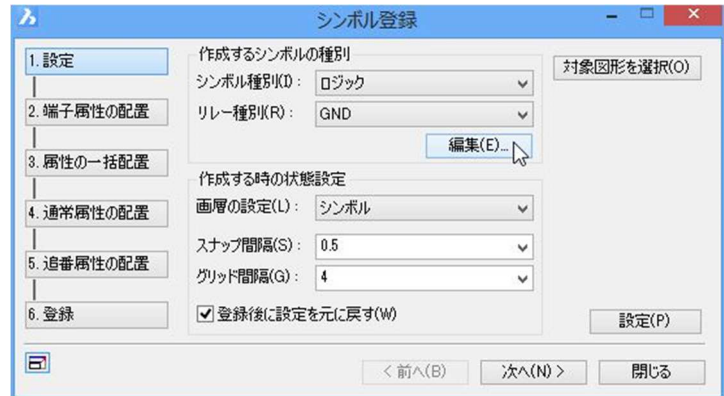 シンボル登録
1. 設定
2. 端子属性の配置
3. 属性の一括配置
4. 通常属性の配置
5. 追番属性の配置
6. 登録
作成するシンボルの種別
シンボル種別(I): ロジック
リレー種別(R): GND
編集(E)...
作成する時の状態設定
画層の設定(L): シンボル
スナップ間隔(S): 0.5
グリッド間隔(G): 4
登録後に設定を元に戻す(W)
対象図形を選択(O)
設定(P)
< 前へ(B)
次へ(N) >
閉じる